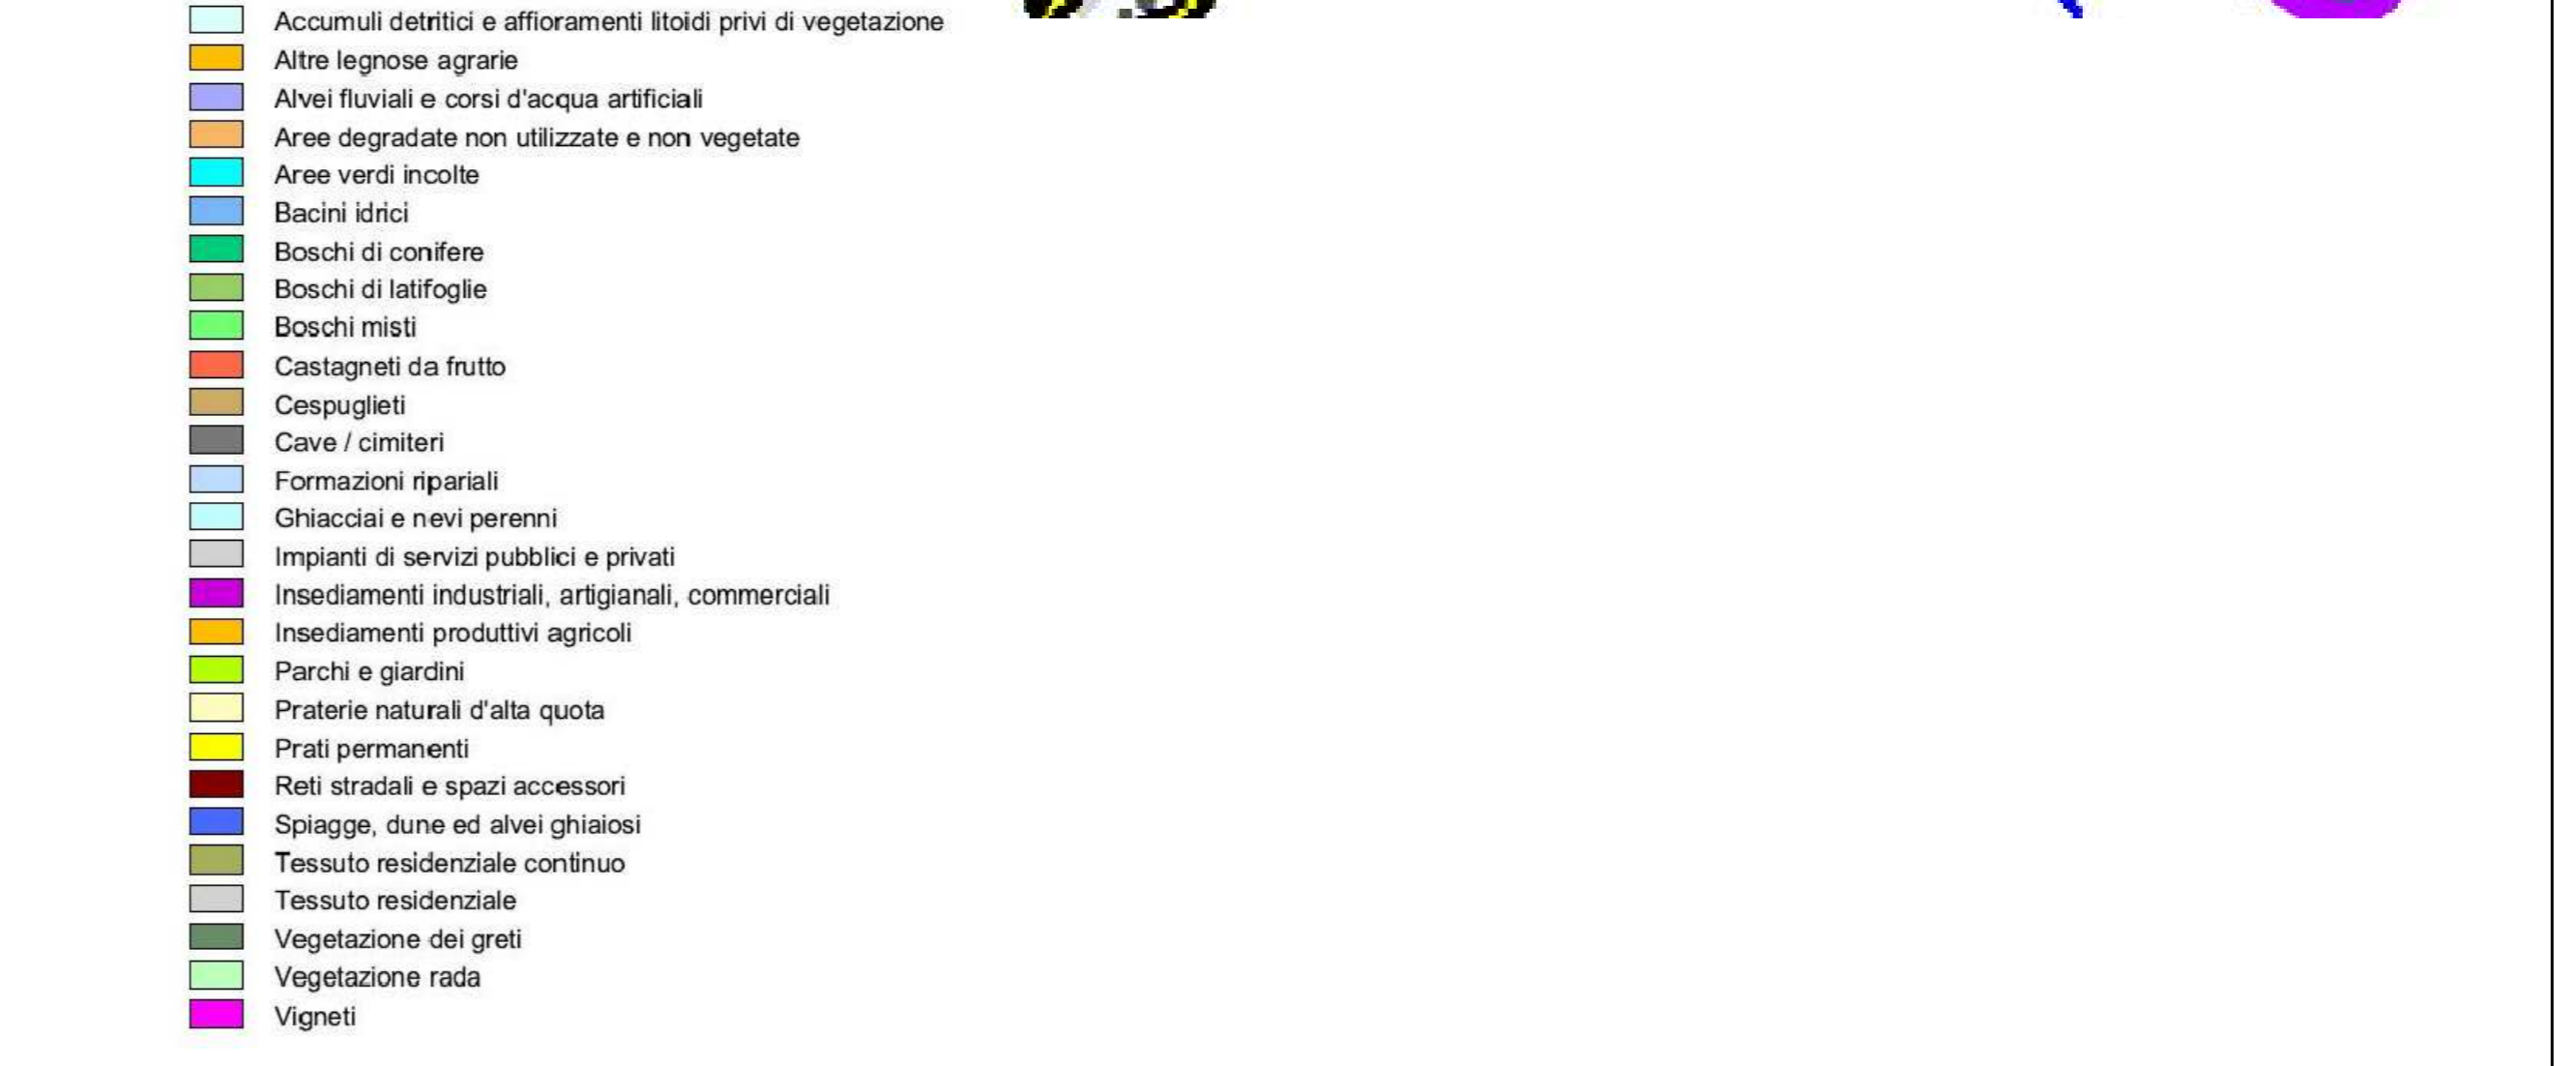 Accumuli detritici e affioramenti litoidi privi di vegetazione
Altre legnose agrarie
Alvei fluviali e corsi d'acqua artificiali
Aree degradate non utilizzate e non vegetate
Aree verdi incolte
Bacini idrici
Boschi di conifere
Boschi di latifoglie
Boschi misti
Castagneti da frutto
Cespuglieti
Cave / cimiteri
Formazioni ripariali
Ghiacciai e nevi perenni
Impianti di servizi pubblici e privati
Insediamenti industriali, artigianali, commerciali
Insediamenti produttivi agricoli
Parchi e giardini
Praterie naturali d'alta quota
Prati permanenti
Reti stradali e spazi accessori
Spiagge, dune ed alvei ghiaiosi
Tessuto residenziale continuo
Tessuto residenziale
Vegetazione dei greti
Vegetazione rada
Vigneti